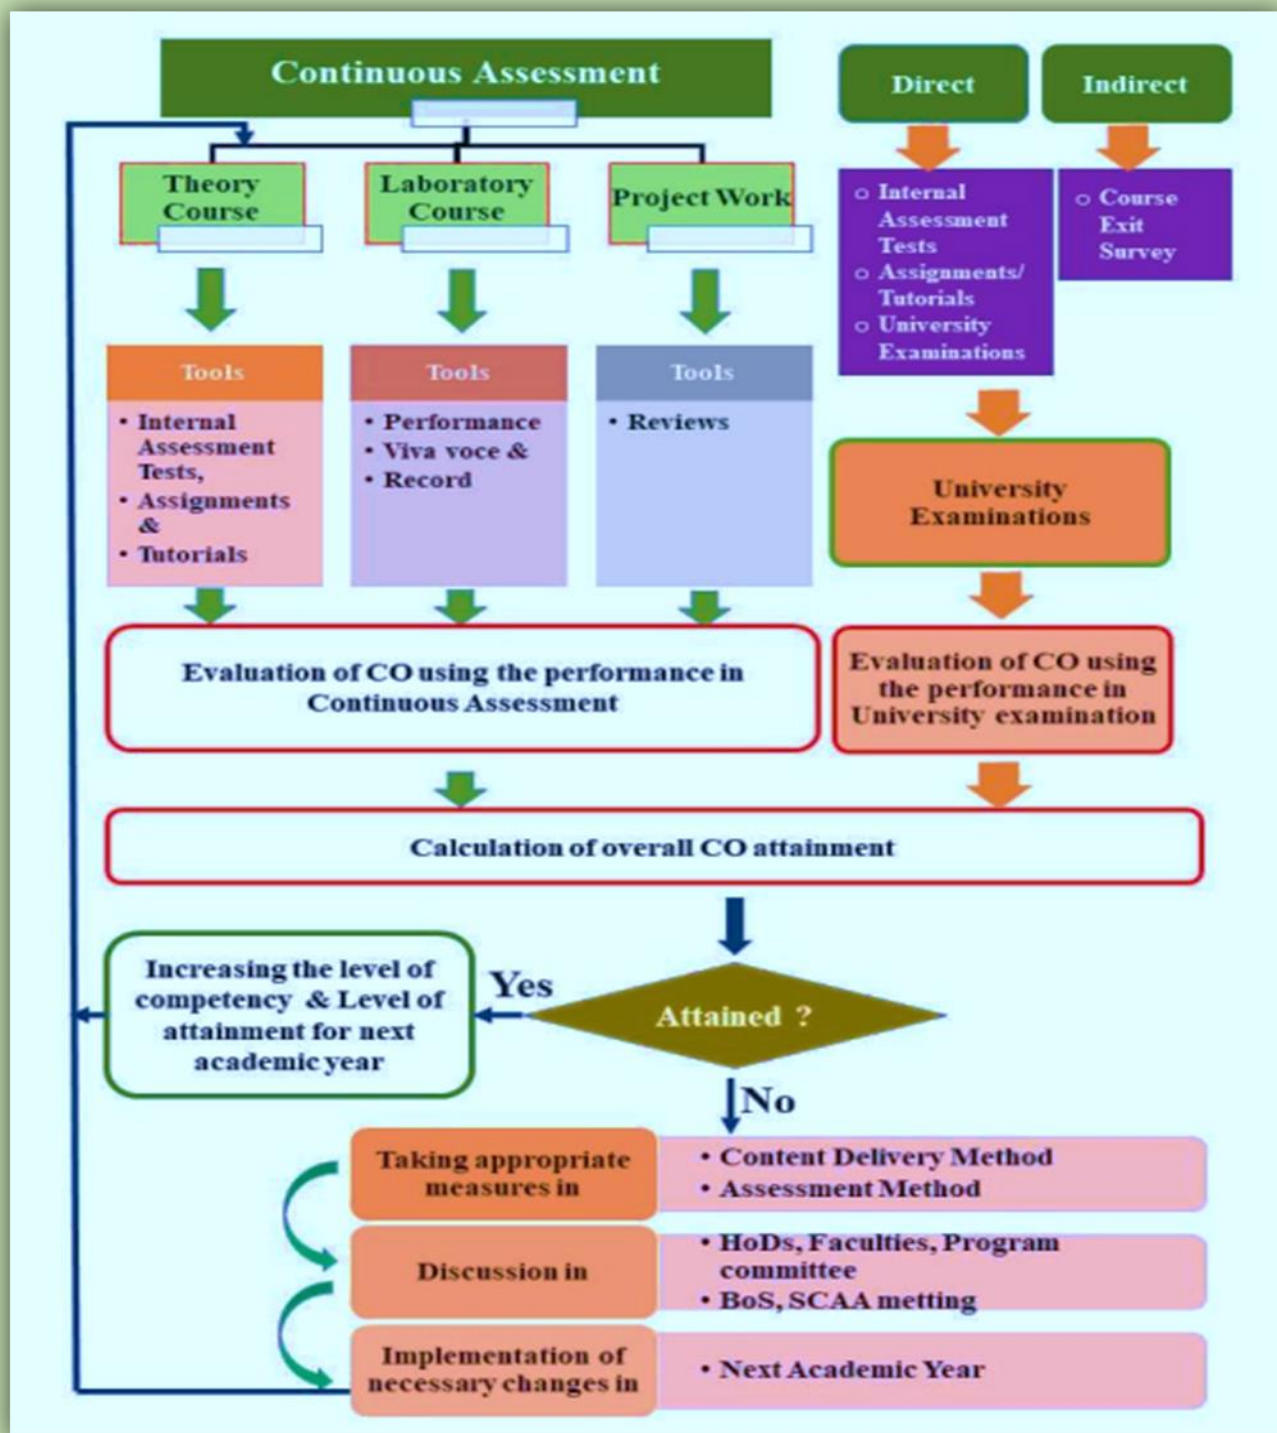 Continuous Assessment
Direct
Indirect
Theory
Course
Laboratory
Course
Project Work
○ Internal
Assessment
Tests
○ Assignments/
Tutorials
○ University
Examinations
○ Course
Exit
Survey
Tools
• Internal
Assessment
Tests,
• Assignments
&
• Tutorials
Tools
• Performance
• Viva voce &
• Record
Tools
• Reviews
University
Examinations
Evaluation of CO using the performance in
Continuous Assessment
Evaluation of CO using
the performance in
University examination
Calculation of overall CO attainment
Attained ?
Yes
Increasing the level of
competency & Level of
attainment for next
academic year
No
Taking appropriate
measures in
• Content Delivery Method
• Assessment Method
Discussion in
• HoDs, Faculties, Program
committee
• BoS, SCAA metting
Implementation of
necessary changes in
• Next Academic Year